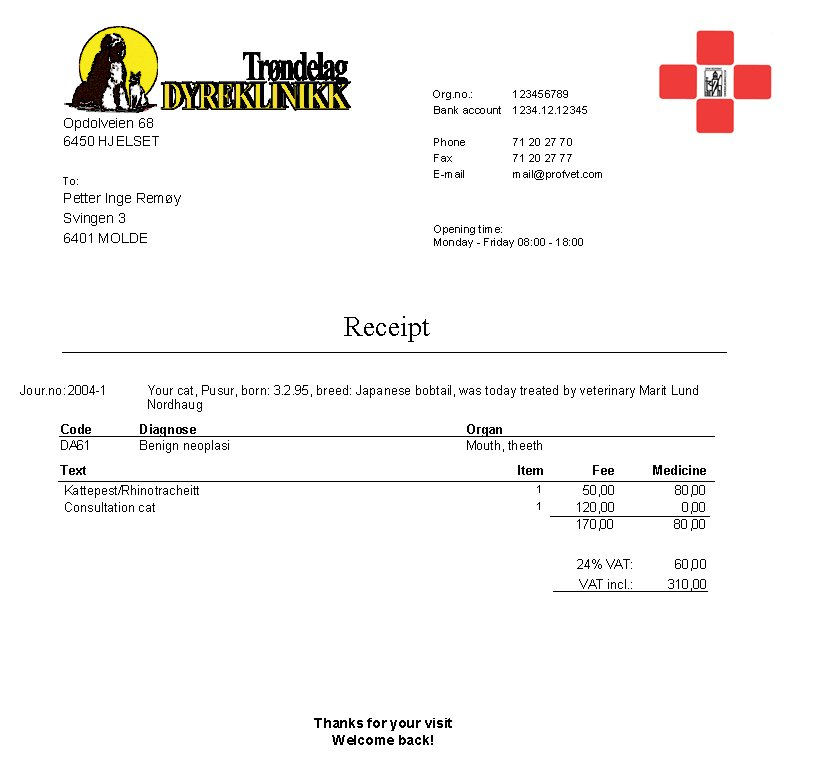 Trøndelag
DYREKLINIKK
Opdolveien 68
6450 HJELSET
Org.no.: 123456789
Bank account 1234.12.12345
Phone 71 20 27 70
Fax 71 20 27 77
E-mail mail@profvet.com
To:
Petter Inge Remøy
Svingen 3
6401 MOLDE
Opening time:
Monday - Friday 08:00 - 18:00
Receipt
Jour.no: 2004-1 Your cat, Pusur, born: 3.2.95, breed: Japanese bobtail, was today treated by veterinary Marit Lund
Nordhaug
Code Diagnose Organ
DA61 Benign neoplasi Mouth, theeth
Text Item Fee Medicine
Kattepest/Rhinotracheitt 1 50,00 80,00
Consultation cat 1 120,00 0,00
170,00 80,00
24% VAT: 60,00
VAT incl.: 310,00
Thanks for your visit
Welcome back!